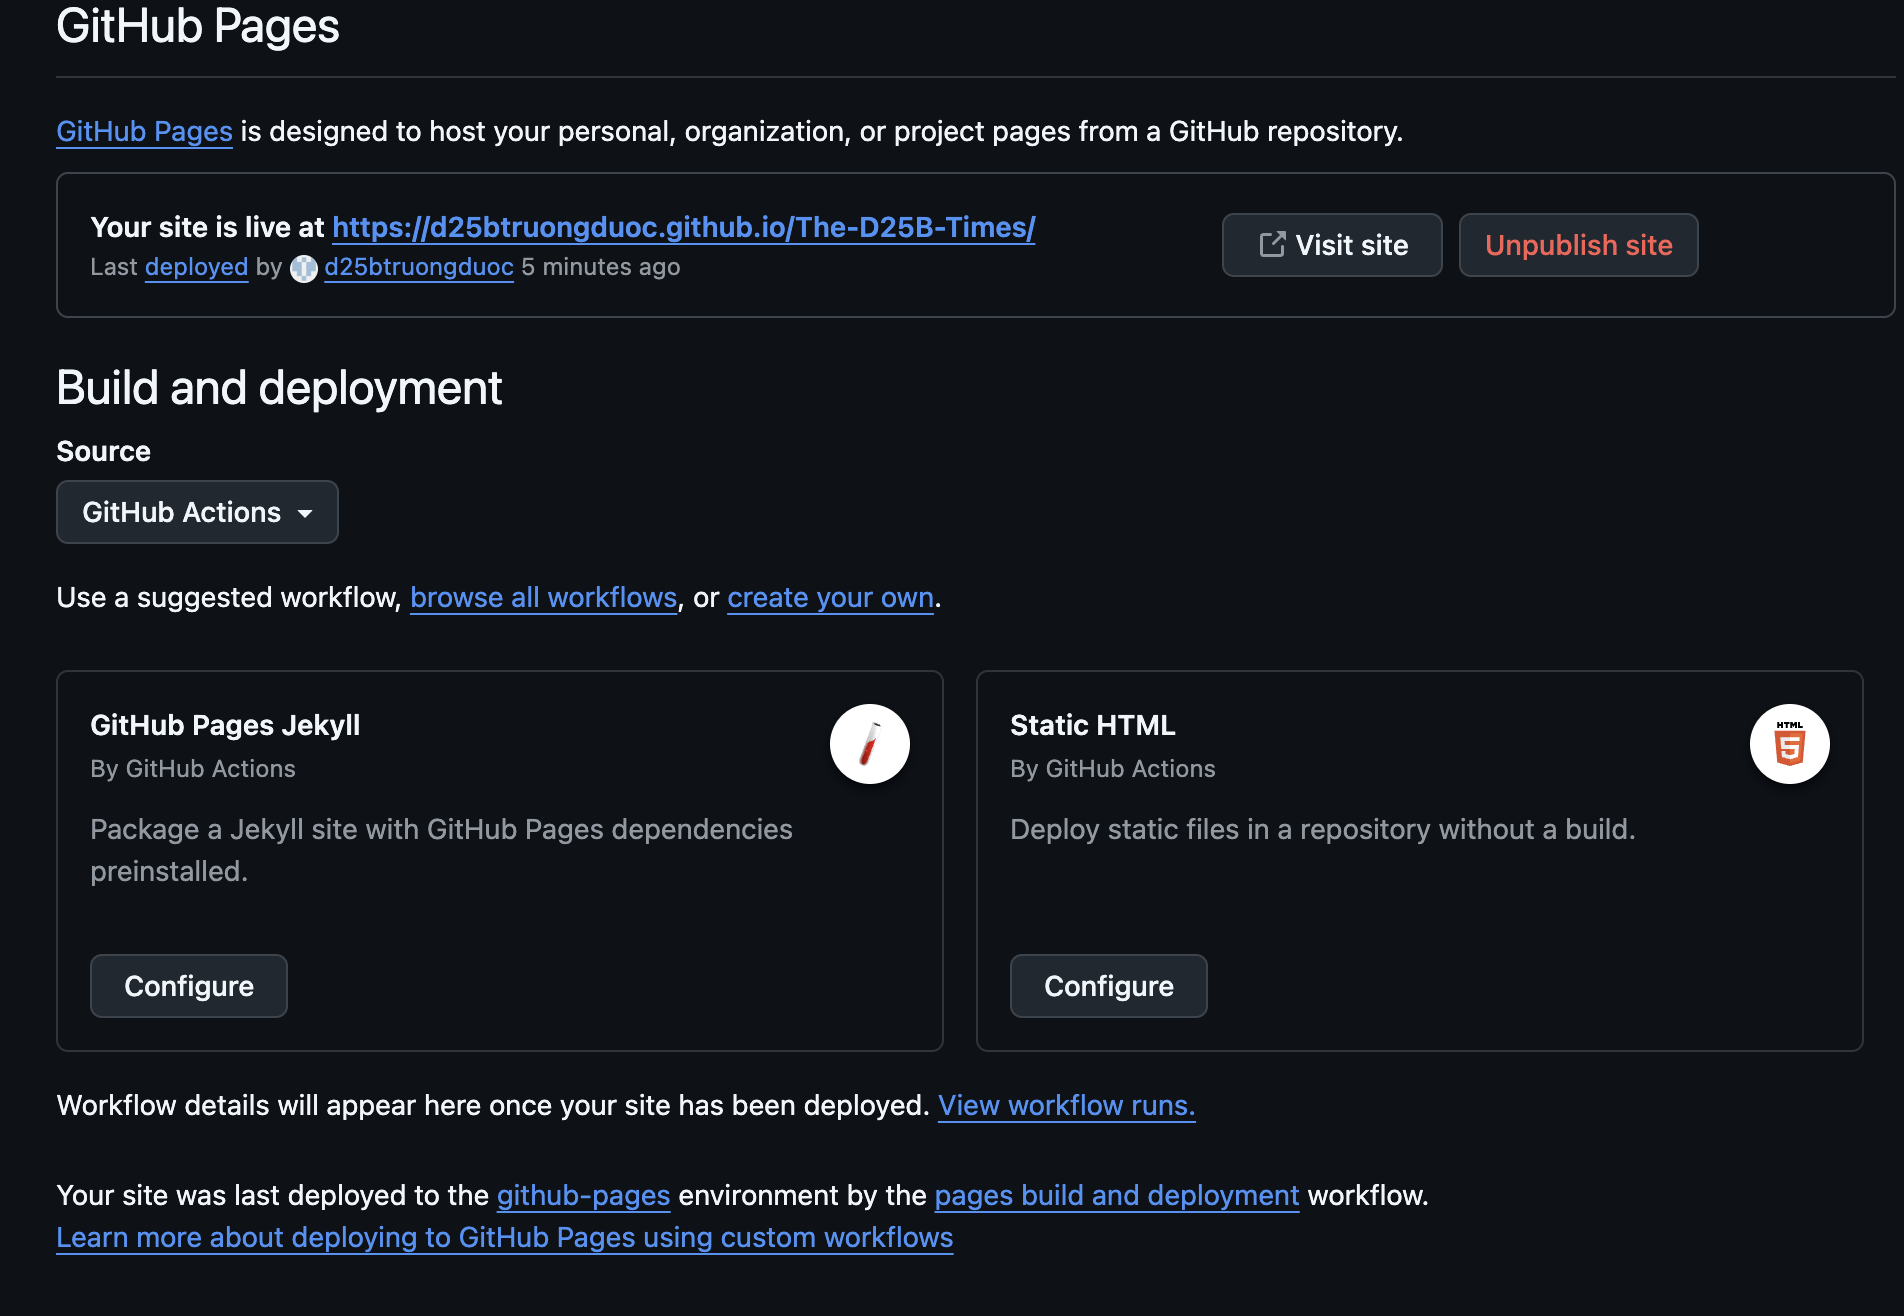 GitHub Pages
GitHub Pages is designed to host your personal, organization, or project pages from a GitHub repository.
Your site is live at https://d25btruongduoc.github.io/The-D25B-Times/
Last deployed by d25btruongduoc 5 minutes ago
Visit site
Unpublish site
Build and deployment
Source
GitHub Actions
Use a suggested workflow, browse all workflows, or create your own.
GitHub Pages Jekyll
By GitHub Actions
Package a Jekyll site with GitHub Pages dependencies
preinstalled.
Configure
Static HTML
HTML
5
By GitHub Actions
Deploy static files in a repository without a build.
Configure
Workflow details will appear here once your site has been deployed. View workflow runs.
Your site was last deployed to the github-pages environment by the pages build and deployment workflow.
Learn more about deploying to GitHub Pages using custom workflows